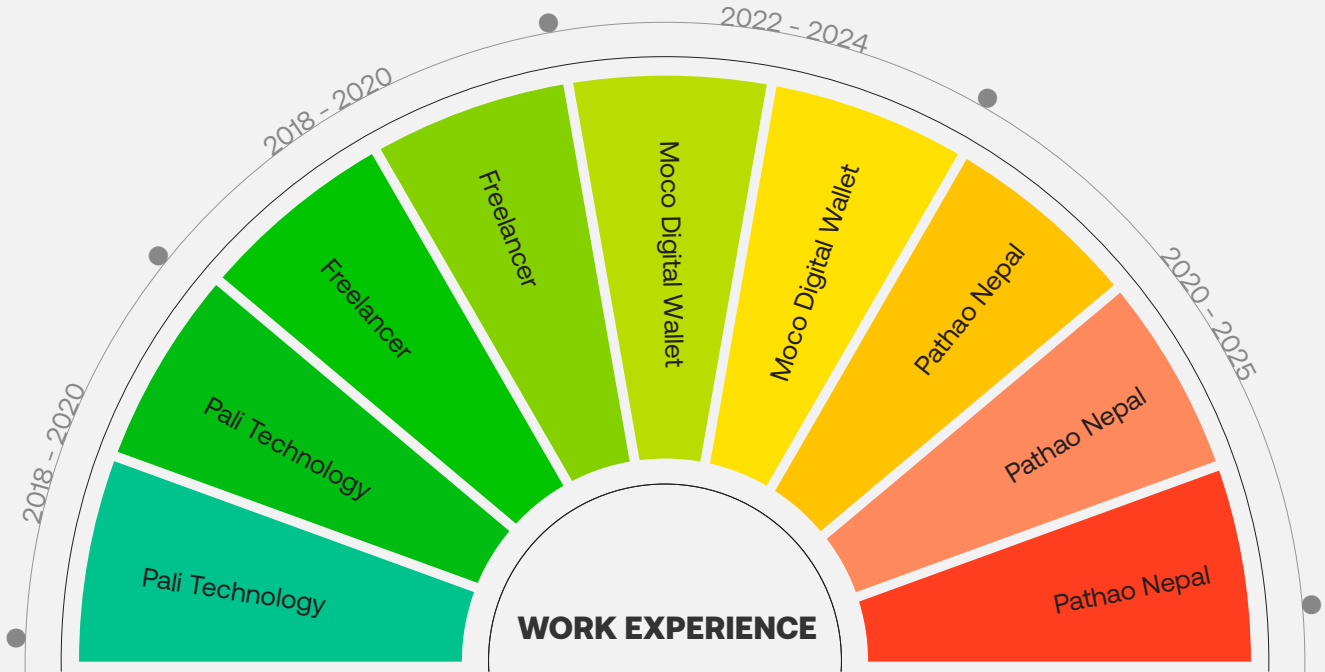 2018 - 2020
2018 - 2020
2022 - 2024
2020 - 2025
Pali Technology
Pali Technology
Freelancer
Freelancer
Moco Digital Wallet
Moco Digital Wallet
Pathao Nepal
Pathao Nepal
Pathao Nepal
WORK EXPERIENCE